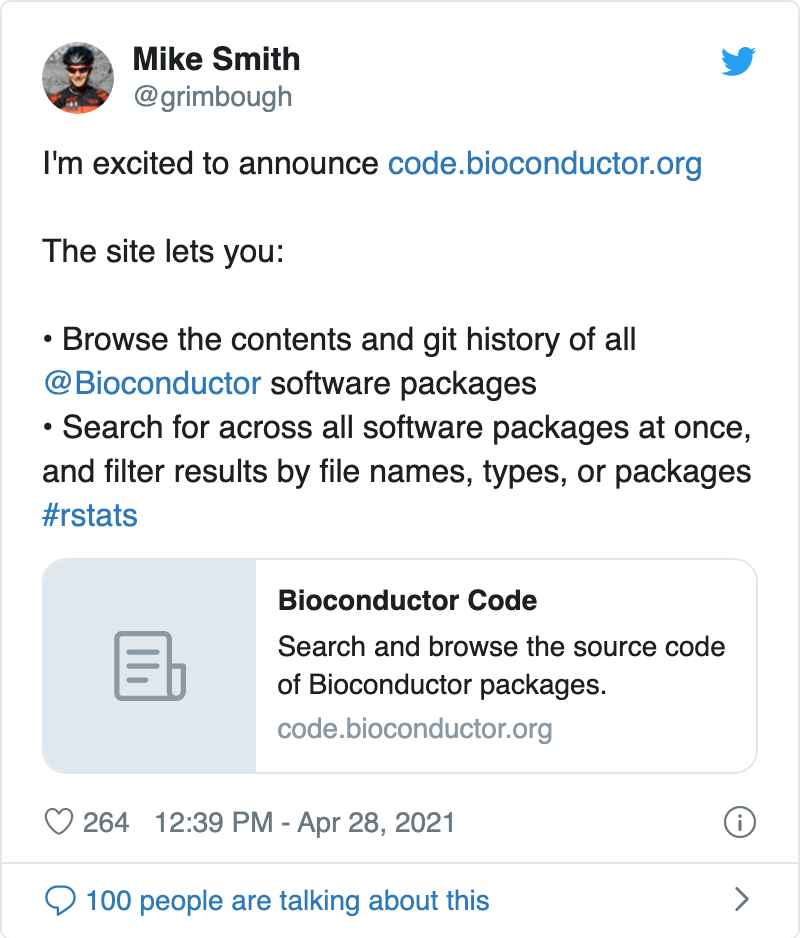 Mike Smith
@grimbough
I'm excited to announce code.bioconductor.org
The site lets you:
• Browse the contents and git history of all
@Bioconductor software packages
• Search for across all software packages at once,
and filter results by file names, types, or packages
#rstats
Bioconductor Code
Search and browse the source code
of Bioconductor packages.
code.bioconductor.org
264 12:39 PM - Apr 28, 2021
100 people are talking about this